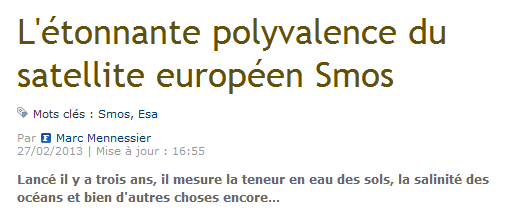 L'étonnante polyvalence du
satellite européen Smos
Mots clés : Smos, Esa
Par F Marc Mennessier
27/02/2013 | Mise à jour : 16:55
Lancé il y a trois ans, il mesure la teneur en eau des sols, la salinité des
océans et bien d'autres choses encore...